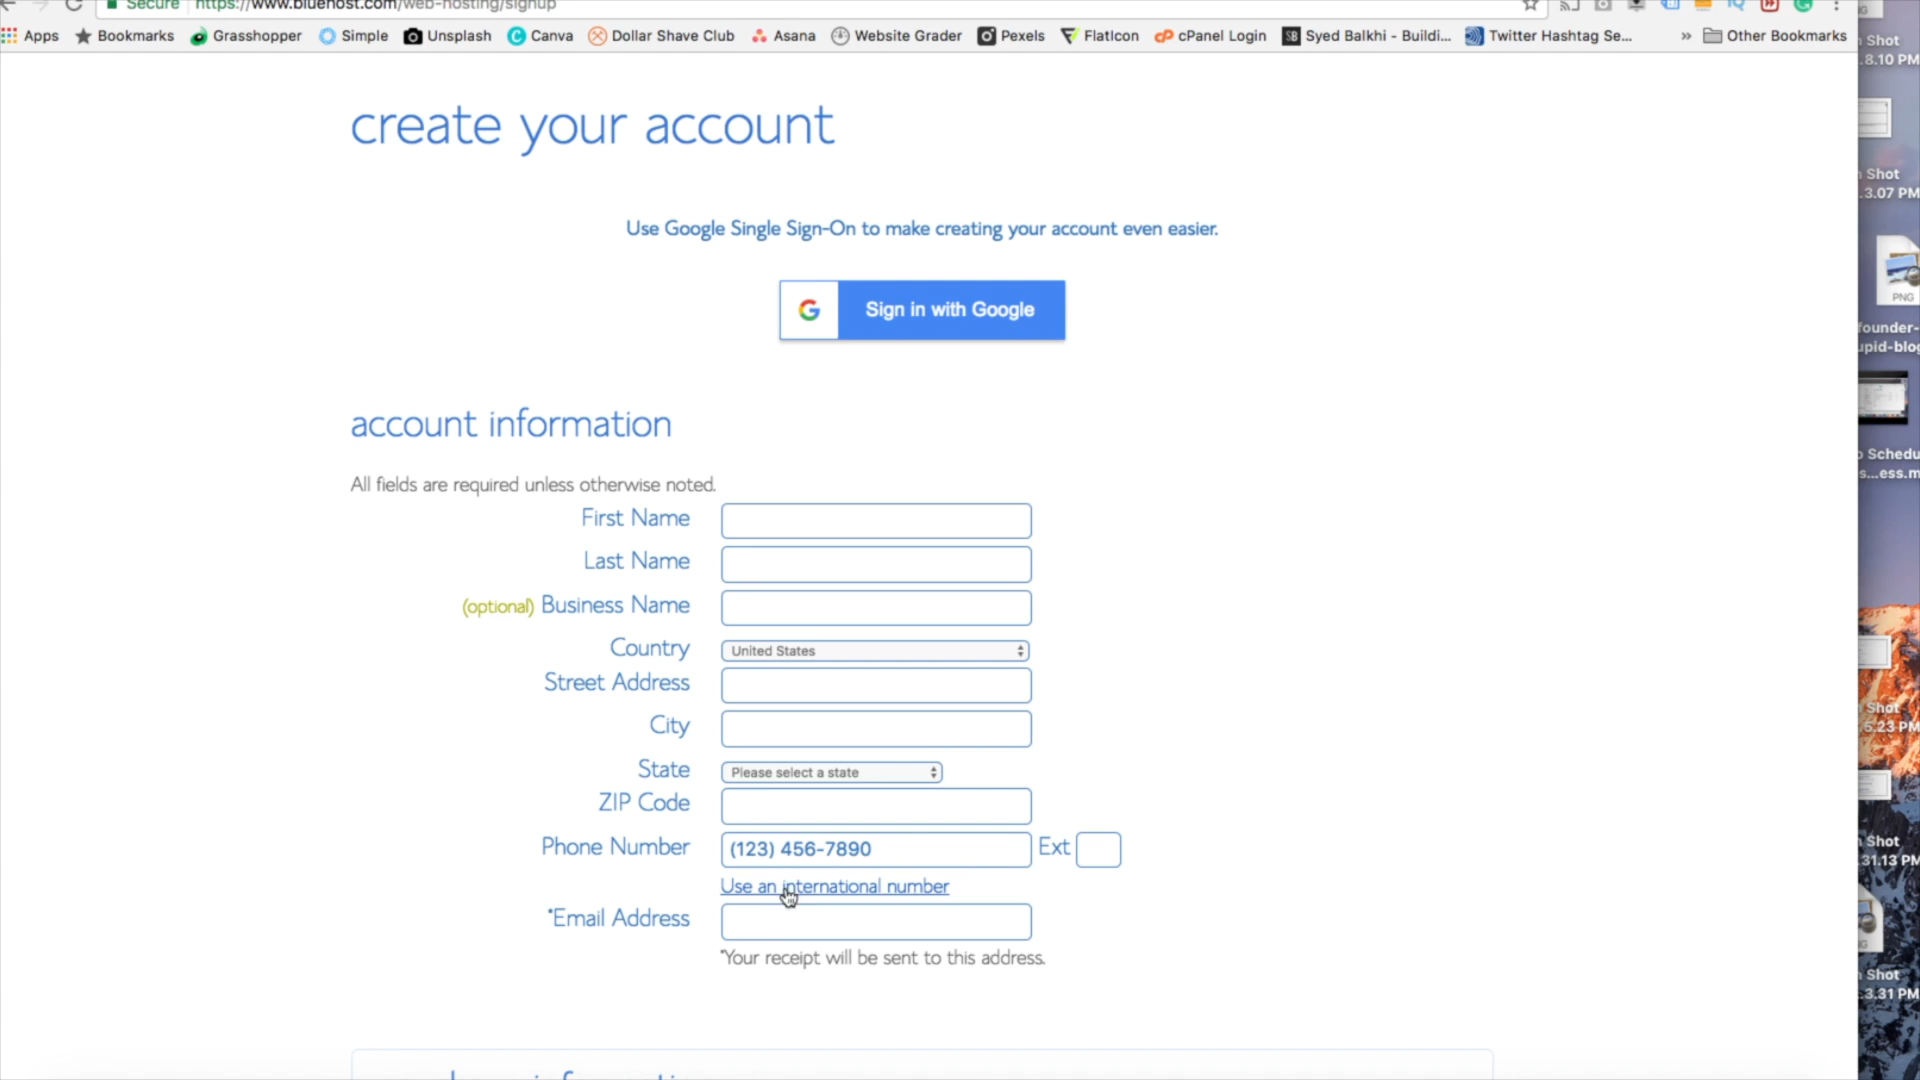 Secure https://www.bluehost.com/web-hosting/signup
Apps Bookmarks Grasshopper Simple Unsplash Canva Dollar Shave Club Asana Website Grader Pexels FlatIcon cPanel Login Syed Balkhi - Buildi... Twitter Hashtag Se... » Other Bookmarks
create your account
Use Google Single Sign-On to make creating your account even easier.
Sign in with Google
account information
All fields are required unless otherwise noted.
First Name
Last Name
(optional) Business Name
Country United States
Street Address
City
State Please select a state
ZIP Code
Phone Number (123) 456-7890 Ext
Use an international number
*Email Address
*Your receipt will be sent to this address.
Shot
.8.10 PM
Shot
.3.07 PM
PNG
founder-
upid-blog
Schedu
s...ess.m
Shot
.5.23 PM
Shot
.31.13 PM
Shot
.3.31 PM